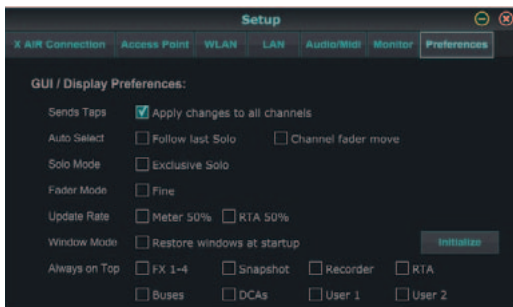 Setup
X AIR Connection Access Point WLAN LAN Audio/Midi Monitor Preferences
GUI / Display Preferences:
Sends Taps Apply changes to all channels
Auto Select Follow last Solo Channel fader move
Solo Mode Exclusive Solo
Fader Mode Fine
Update Rate Meter 50% RTA 50%
Window Mode Restore windows at startup Initialize
Always on Top FX 1-4 Snapshot Recorder RTA
Buses DCAs User 1 User 2